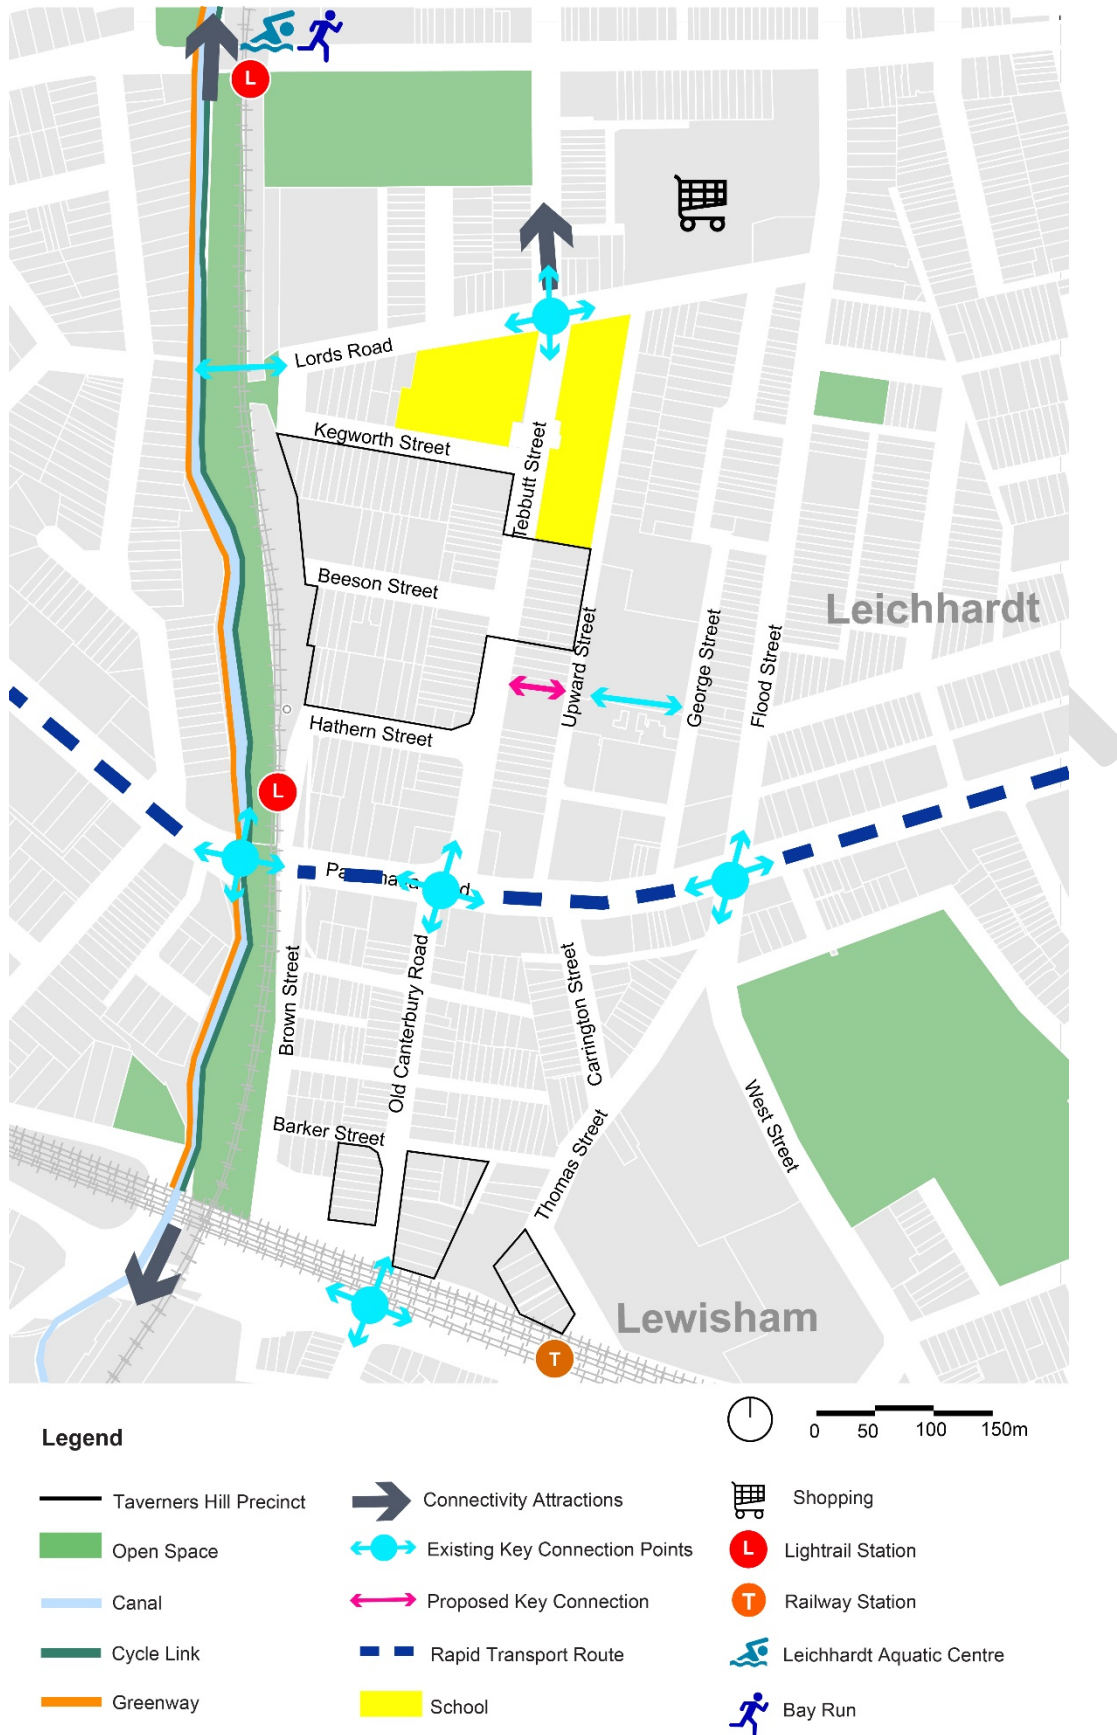 L
Lords Road
Kegworth Street
Tebbutt Street
Beeson Street
Leichhardt
Upward Street
George Street
Flood Street
Hathern Street
L
Brown Street
Old Canterbury Road
Carrington Street
Barker Street
Thomas Street
West Street
Lewisham
T
0 50 100 150m
Legend
Taverners Hill Precinct
Connectivity Attractions
Shopping
Open Space
Existing Key Connection Points
L Lightrail Station
Canal
Proposed Key Connection
T Railway Station
Cycle Link
Rapid Transport Route
Leichhardt Aquatic Centre
Greenway
School
Bay Run